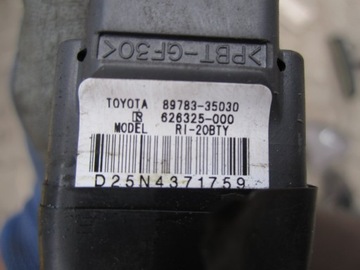 >PBT-GF30<
TOYOTA 89783-35030
626325-000
MODEL RI-20BTY
D25N4371759